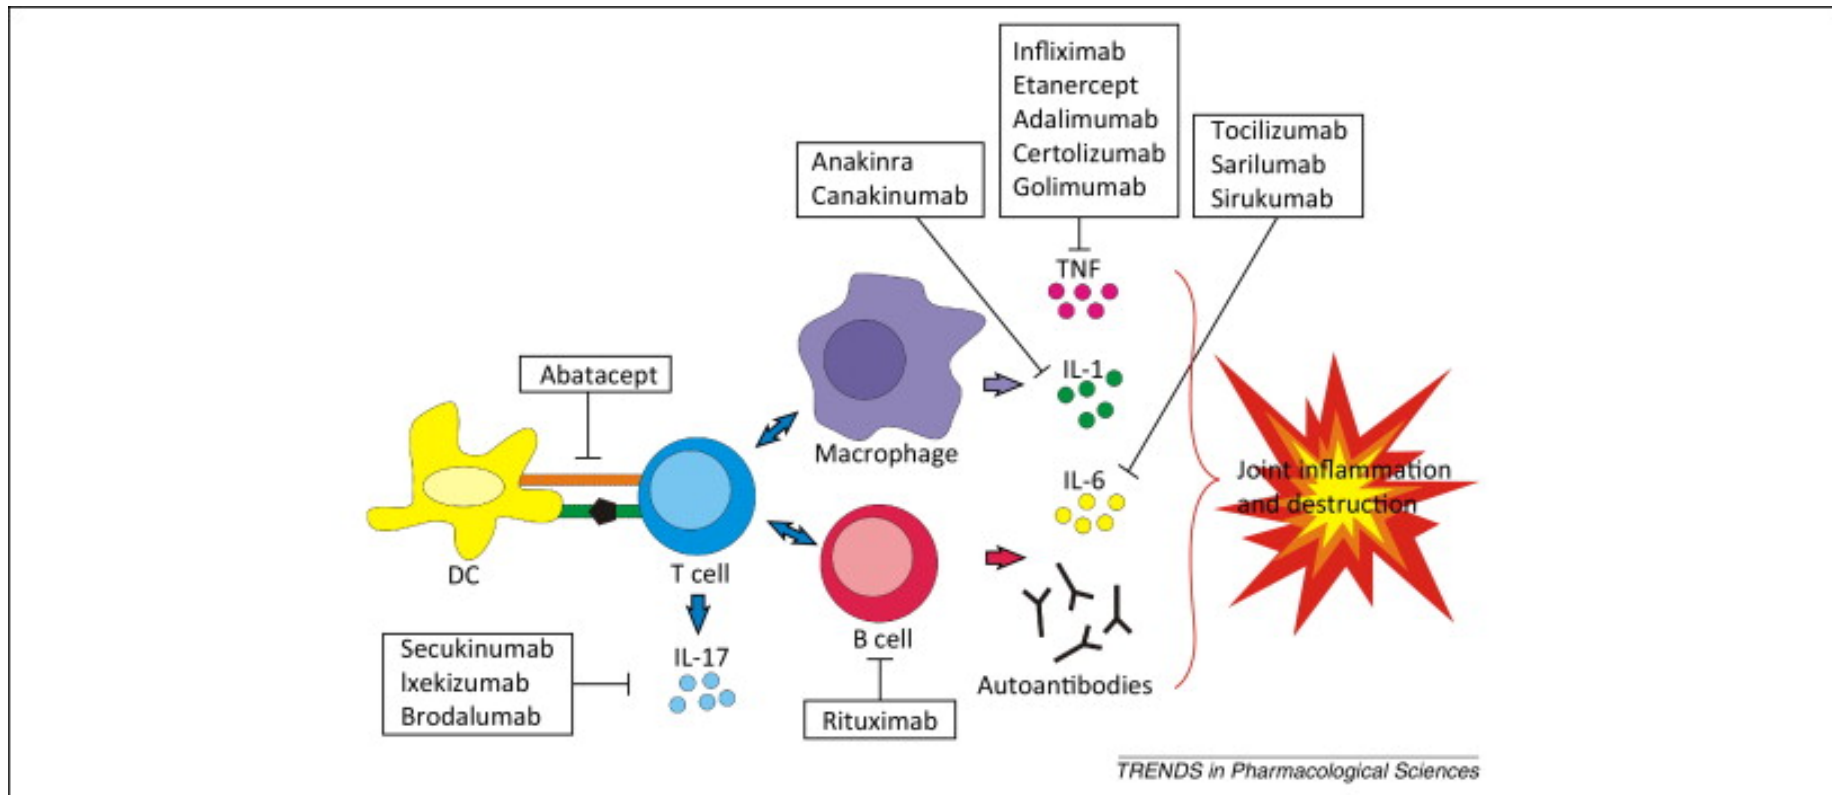 Infliximab
Etanercept
Adalimumab
Certolizumab
Golimumab
Tocilizumab
Sarilumab
Sirukumab
Anakinra
Canakinumab
TNF
Abatacept
IL-1
Macrophage
IL-6
Joint inflammation
and destruction
DC
T cell
B cell
IL-17
Autoantibodies
Secukinumab
Ixekizumab
Brodalumab
Rituximab
TRENDS in Pharmacological Sciences